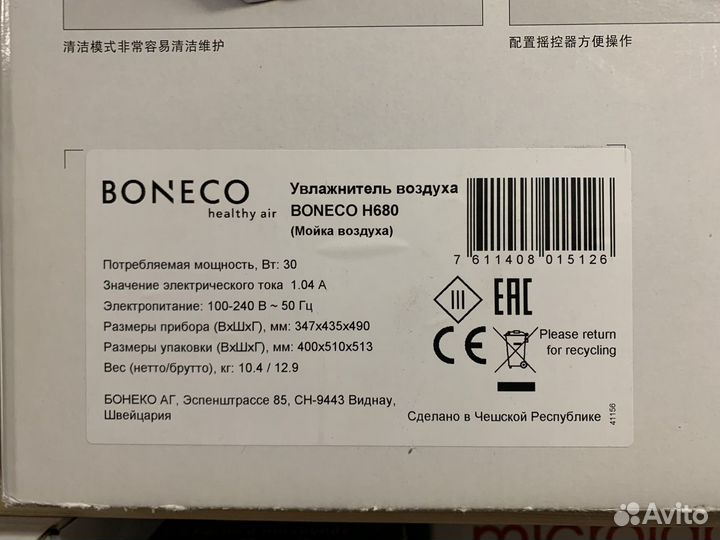 清洁模式非常容易清洁维护
配置摇控器方便操作
BONECO
healthy air
Увлажнитель воздуха
BONECO H680
(Мойка воздуха)
7 611408 015126
Потребляемая мощность, Вт: 30
Значение электрического тока 1.04 А
Электропитание: 100-240 В ~ 50 Гц
Размеры прибора (ВхШхГ), мм: 347x435x490
Размеры упаковки (ВхШхГ), мм: 400x510x513
Вес (нетто/брутто), кг: 10.4 / 12.9
III
EAC
CE
Please return
for recycling
БОНЕКО АГ, Эспенштрассе 85, CH-9443 Виднау,
Швейцария
Сделано в Чешской Республике
41156
Avito